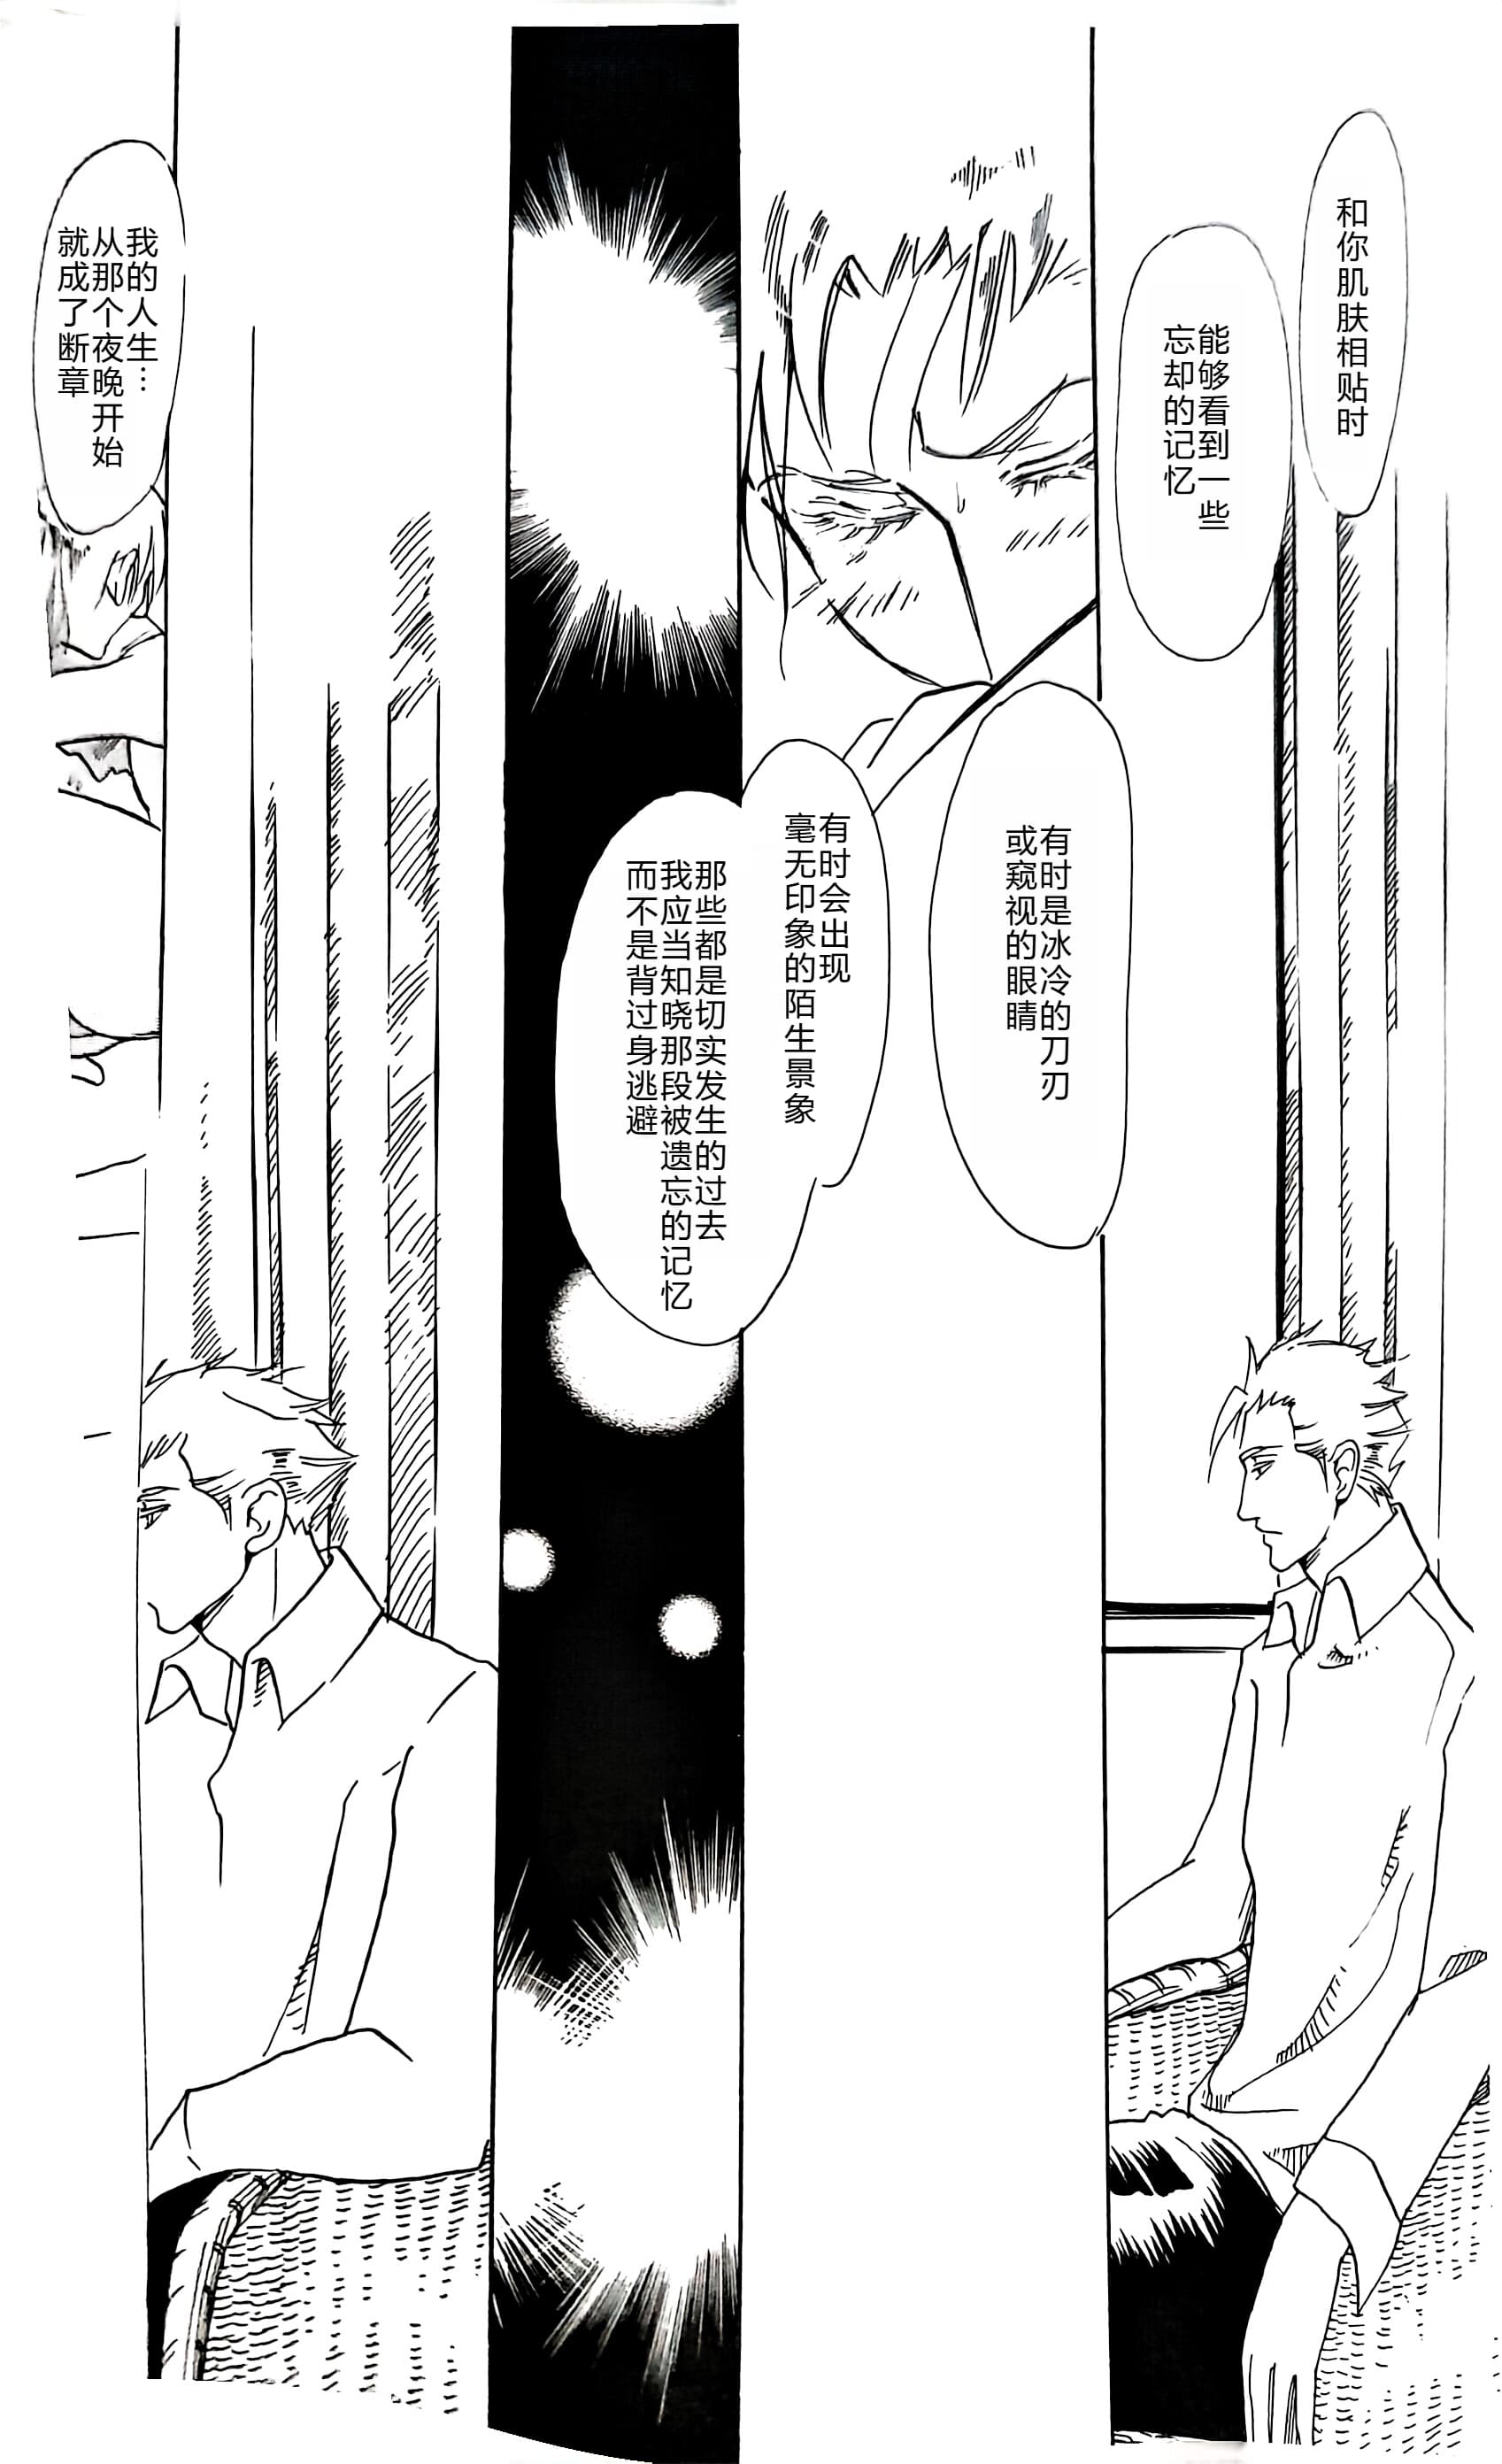 和你肌肤相贴时
能够看到一些
忘却的记忆
有时是冰冷的刀刃
或窥视的眼睛
有时会出现
毫无印象的陌生景象
那些都是切实发生的过去
我应当知晓那段被遗忘的记忆
而不是背过身逃避
我的人生…
从那个夜晚开始
就成了断章